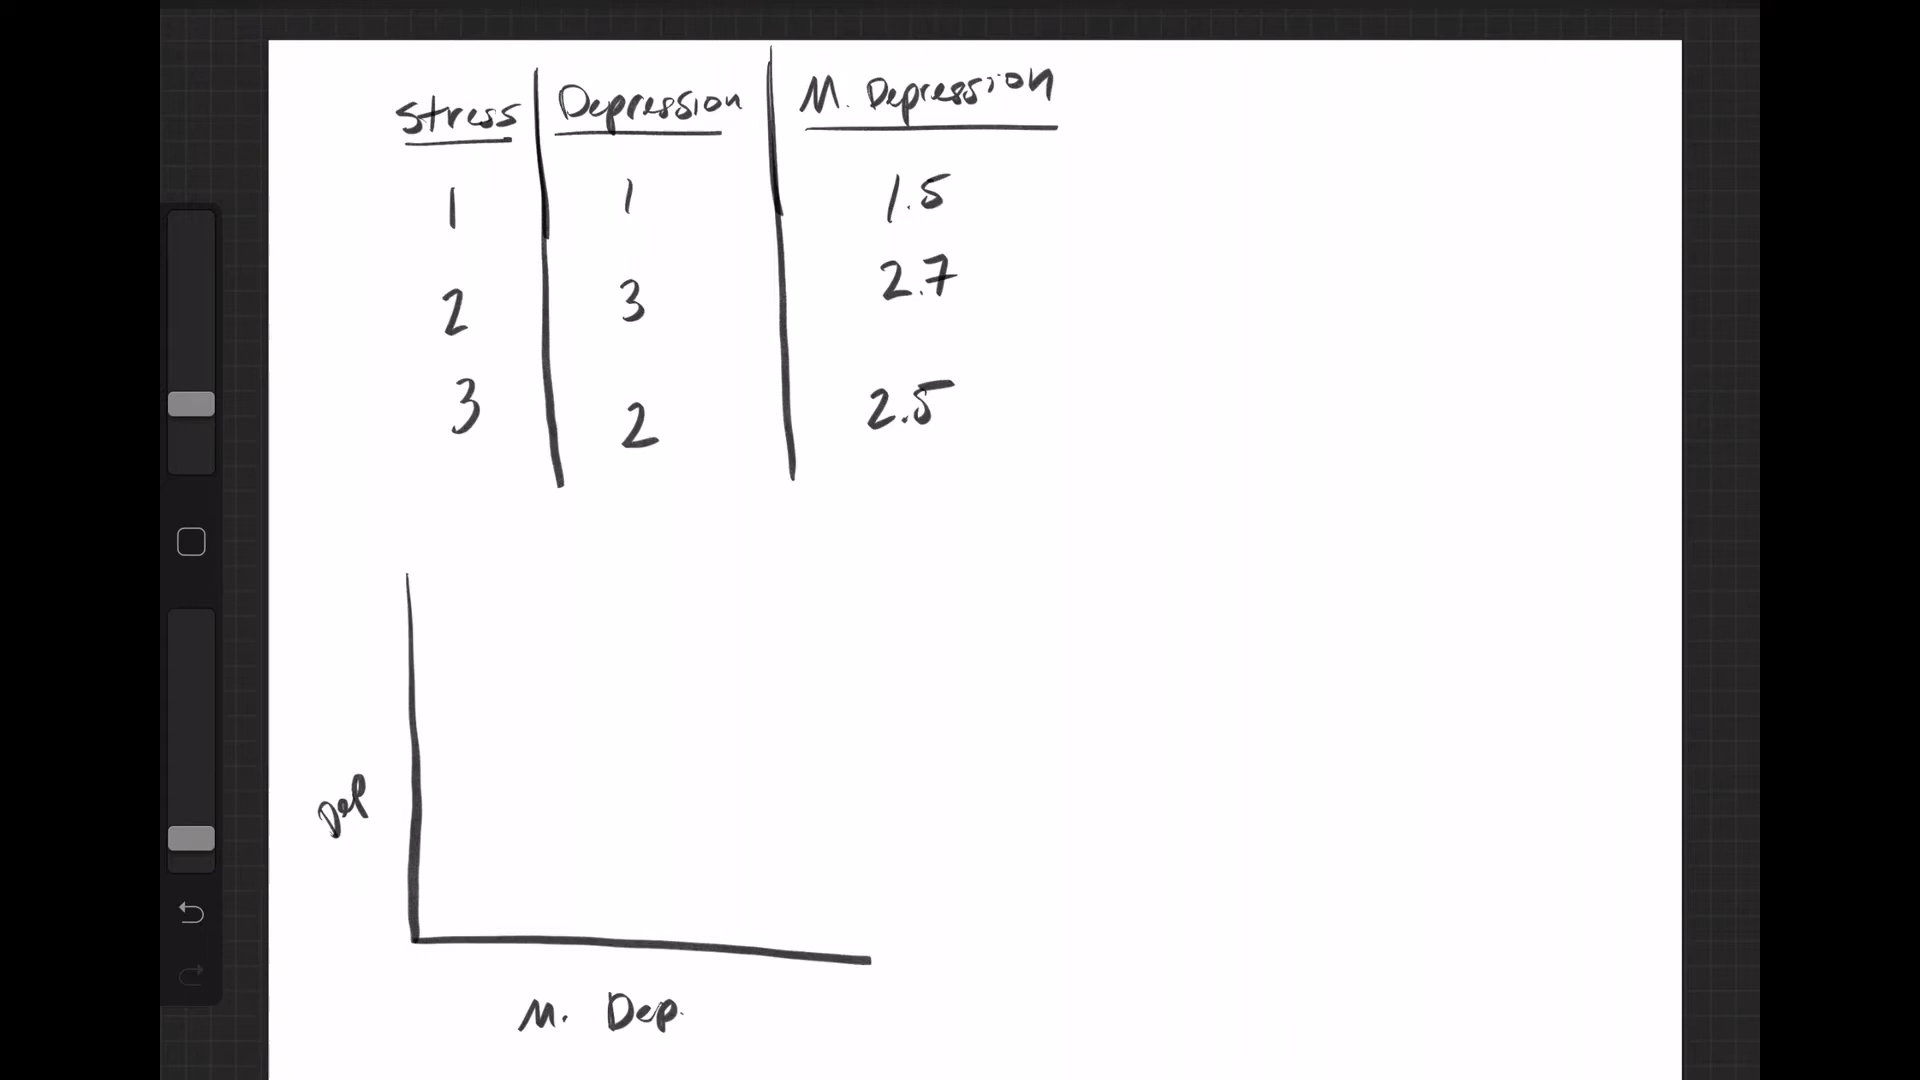 Stress Depression M. Depression
1 1 1.5
2 3 2.7
3 2 2.5
Dep
M. Dep.